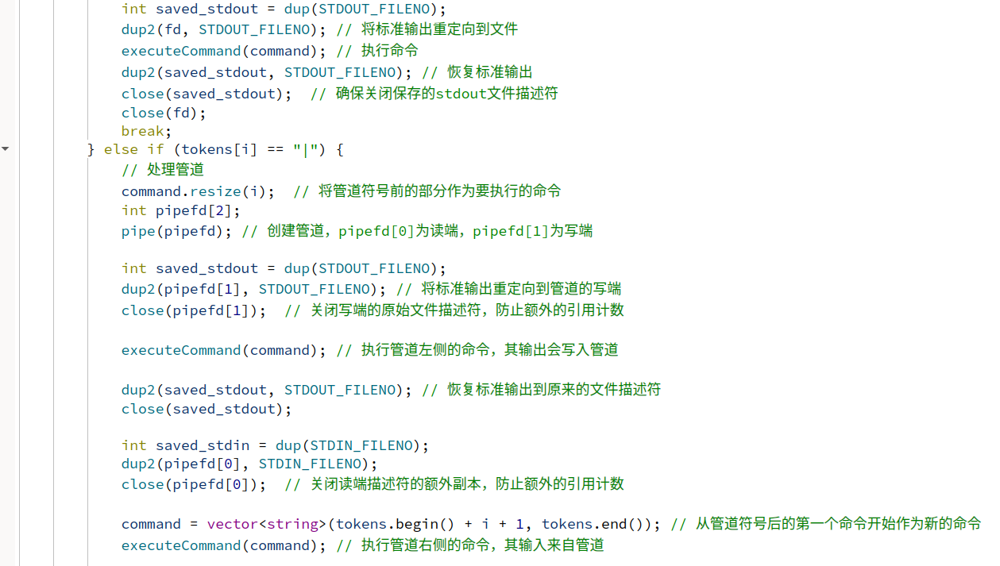 int saved_stdout = dup(STDOUT_FILENO);
dup2(fd, STDOUT_FILENO); // 将标准输出重定向到文件
executeCommand(command); // 执行命令
dup2(saved_stdout, STDOUT_FILENO); // 恢复标准输出
close(saved_stdout);  // 确保关闭保存的stdout文件描述符
close(fd);
break;
} else if (tokens[i] == "|") {
// 处理管道
command.resize(i);  // 将管道符号前的部分作为要执行的命令
int pipefd[2];
pipe(pipefd); // 创建管道，pipefd[0]为读端，pipefd[1]为写端
int saved_stdout = dup(STDOUT_FILENO);
dup2(pipefd[1], STDOUT_FILENO); // 将标准输出重定向到管道的写端
close(pipefd[1]);  // 关闭写端的原始文件描述符，防止额外的引用计数
executeCommand(command); // 执行管道左侧的命令，其输出会写入管道
dup2(saved_stdout, STDOUT_FILENO); // 恢复标准输出到原来的文件描述符
close(saved_stdout);
int saved_stdin = dup(STDIN_FILENO);
dup2(pipefd[0], STDIN_FILENO);
close(pipefd[0]);  // 关闭读端描述符的额外副本，防止额外的引用计数
command = vector<string>(tokens.begin() + i + 1, tokens.end()); // 从管道符号后的第一个命令开始作为新的命令
executeCommand(command); // 执行管道右侧的命令，其输入来自管道